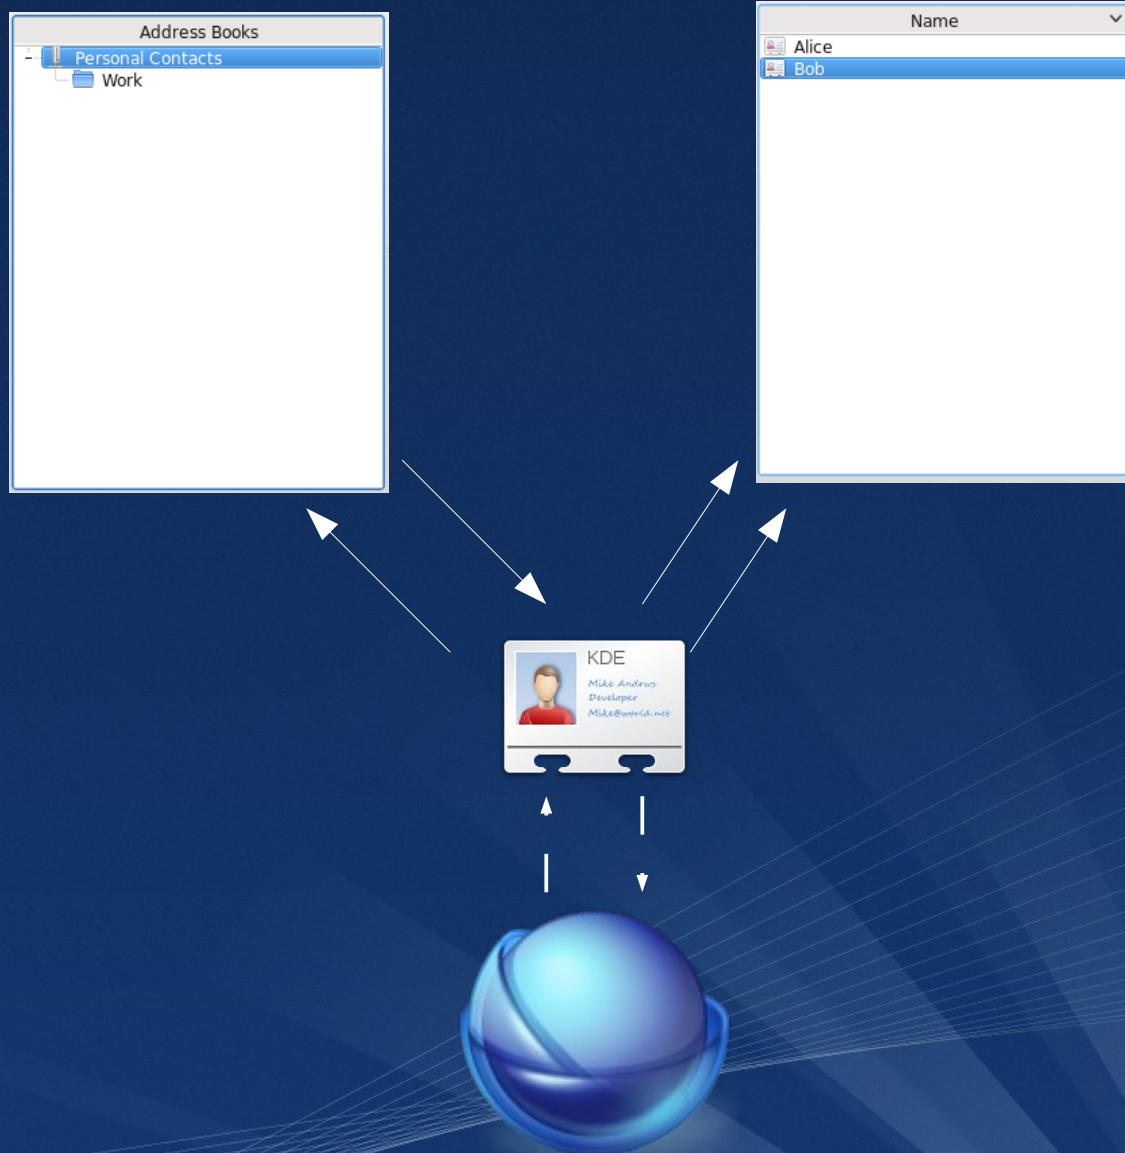 Address Books
Personal Contacts
Work
Name
Alice
Bob
KDE
Mike Andrus
Developer
Mike@world.net